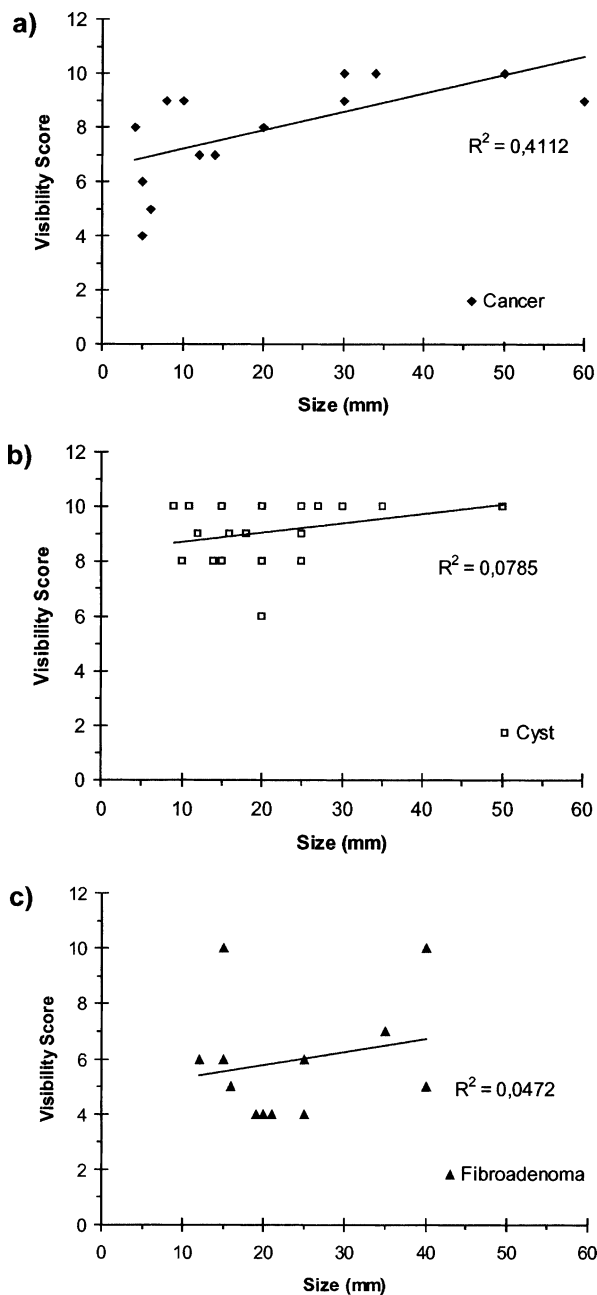 a)
12
10
8
6
4
2
0
Visibility Score
R² = 0,4112
Cancer
0 10 20 30 40 50 60
Size (mm)
b)
12
10
8
6
4
2
0
Visibility Score
R² = 0,0785
Cyst
0 10 20 30 40 50 60
Size (mm)
c)
12
10
8
6
4
2
0
Visibility Score
R² = 0,0472
Fibroadenoma
0 10 20 30 40 50 60
Size (mm)